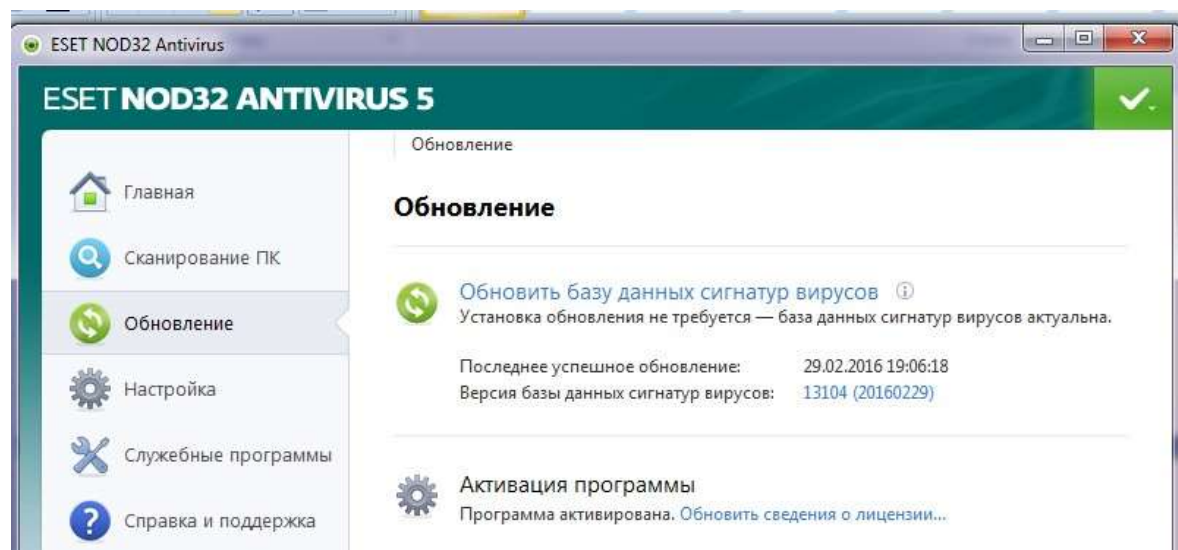 ESET NOD32 Antivirus
ESET NOD32 ANTIVIRUS 5
Главная
Сканирование ПК
Обновление
Настройка
Служебные программы
Справка и поддержка
Обновление
Обновление
Обновить базу данных сигнатур вирусов
Установка обновления не требуется — база данных сигнатур вирусов актуальна.
Последнее успешное обновление: 29.02.2016 19:06:18
Версия базы данных сигнатур вирусов: 13104 (20160229)
Активация программы
Программа активирована. Обновить сведения о лицензии...